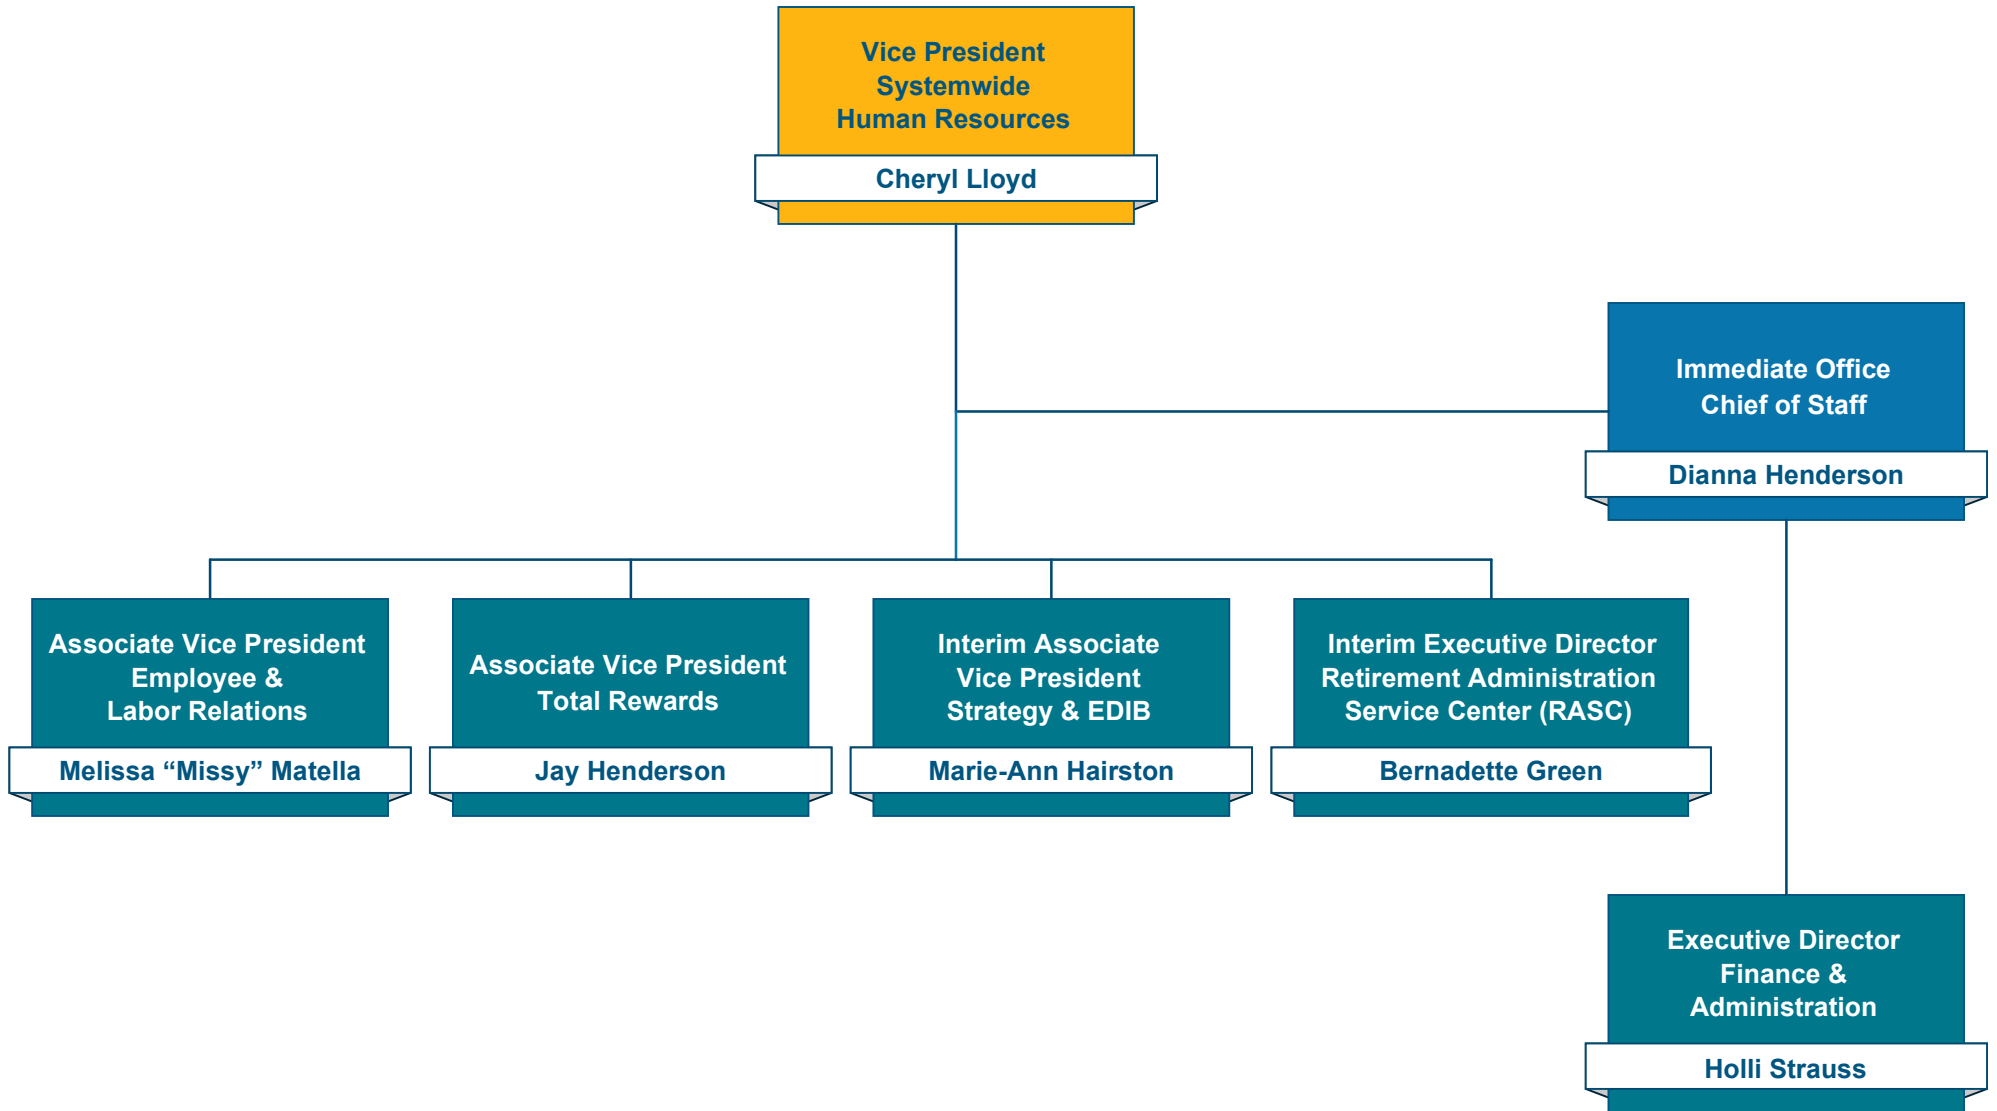 Vice President
Systemwide
Human Resources
Cheryl Lloyd
Immediate Office
Chief of Staff
Dianna Henderson
Associate Vice President
Employee &
Labor Relations
Melissa “Missy” Matella
Associate Vice President
Total Rewards
Jay Henderson
Interim Associate
Vice President
Strategy & EDIB
Marie-Ann Hairston
Interim Executive Director
Retirement Administration
Service Center (RASC)
Bernadette Green
Executive Director
Finance &
Administration
Holli Strauss